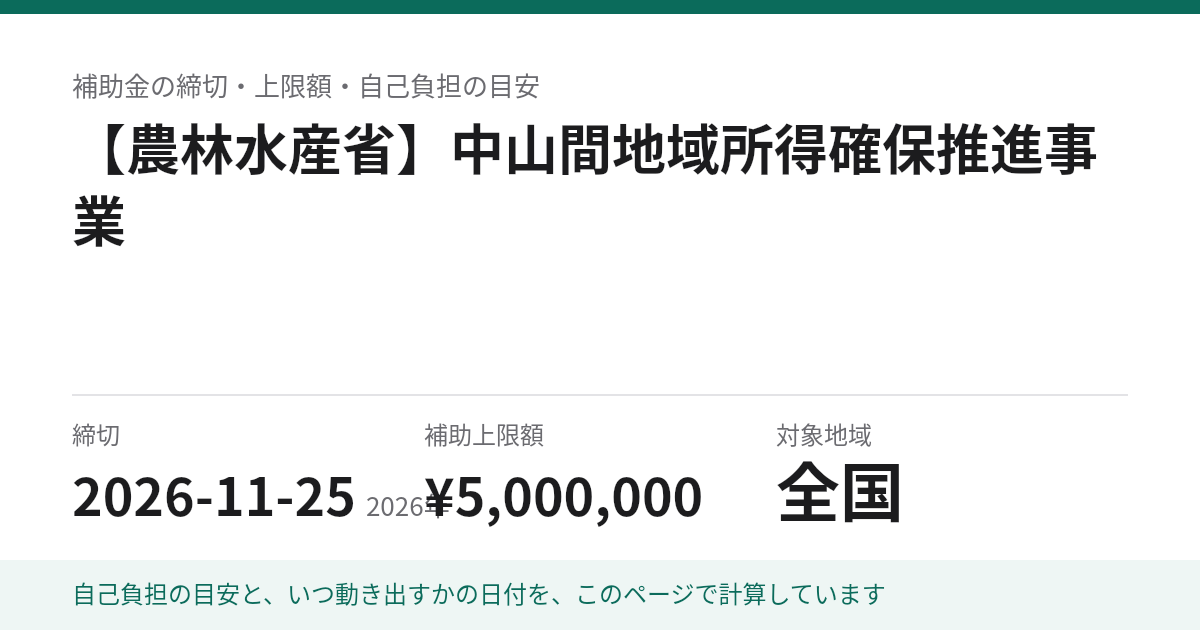 補助金の締切・上限額・自己負担の目安
【農林水産省】中山間地域所得確保推進事
業
締切
補助上限額
対象地域
2026-11-25 2026
¥5,000,000
全国
自己負担の目安と、いつ動き出すかの日付を、このページで計算しています